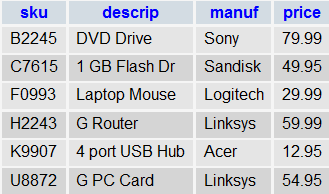 sku descrip manuf price
B2245 DVD Drive Sony 79.99
C7615 1 GB Flash Dr Sandisk 49.95
F0993 Laptop Mouse Logitech 29.99
H2243 G Router Linksys 59.99
K9907 4 port USB Hub Acer 12.95
U8872 G PC Card Linksys 54.95